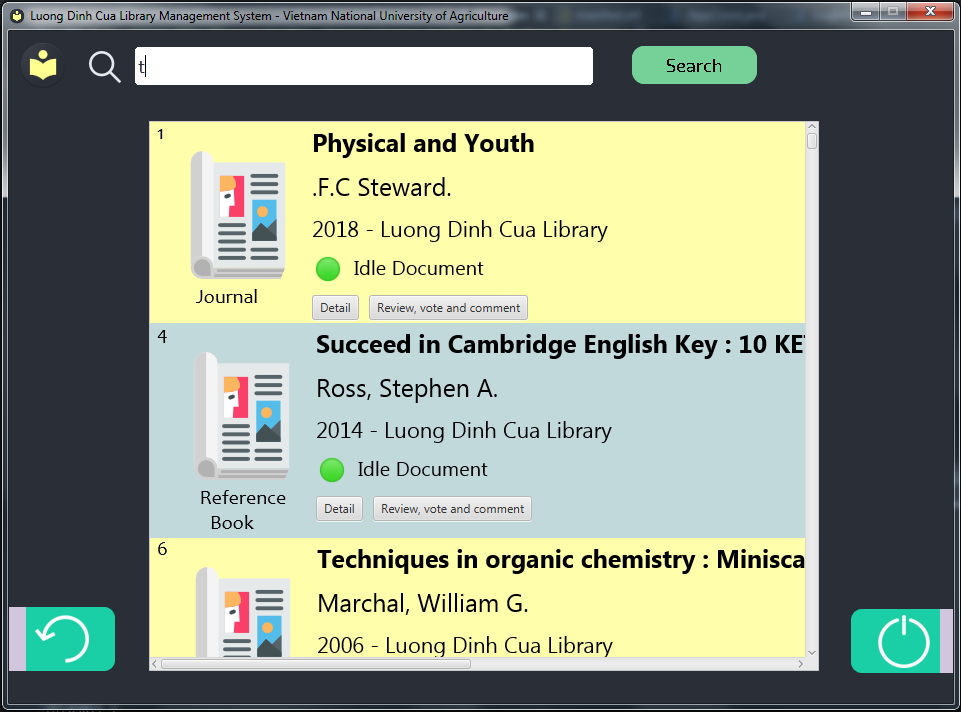 Luong Dinh Cua Library Management System - Vietnam National University of Agriculture
t
Search
1
Physical and Youth
.F.C Steward.
2018 - Luong Dinh Cua Library
Idle Document
Journal
Detail
Review, vote and comment
4
Succeed in Cambridge English Key : 10 KE
Ross, Stephen A.
2014 - Luong Dinh Cua Library
Idle Document
Reference
Book
Detail
Review, vote and comment
6
Techniques in organic chemistry : Minisca
Marchal, William G.
2006 - Luong Dinh Cua Library